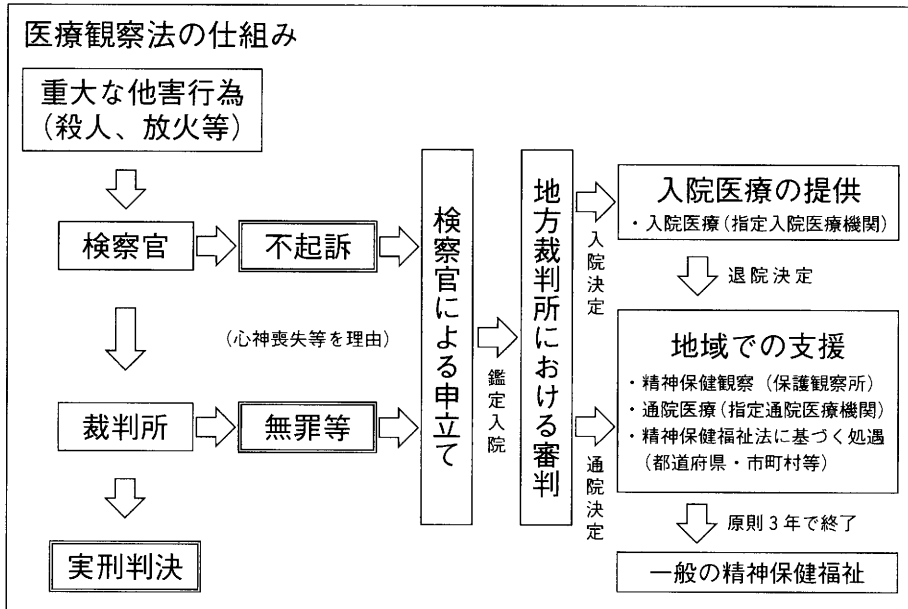 医療観察法の仕組み
重大な他害行為
（殺人、放火等）
検察官
不起訴
（心神喪失等を理由）
裁判所
無罪等
実刑判決
検察官による申立て
鑑定入院
地方裁判所における審判
入院決定
通院決定
入院医療の提供
・入院医療（指定入院医療機関）
退院決定
地域での支援
・精神保健観察（保護観察所）
・通院医療（指定通院医療機関）
・精神保健福祉法に基づく処遇
（都道府県・市町村等）
原則３年で終了
一般の精神保健福祉